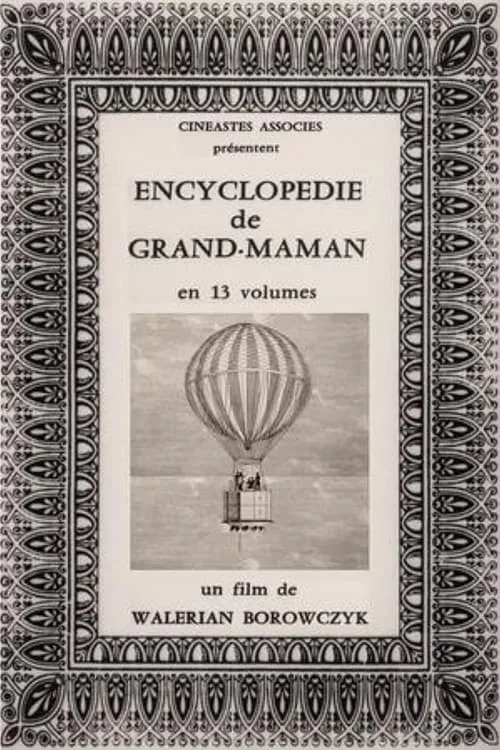 CINEASTES ASSOCIES
présentent
ENCYCLOPEDIE
de
GRAND-MAMAN
en 13 volumes
un film de
WALERIAN BOROWCZYK